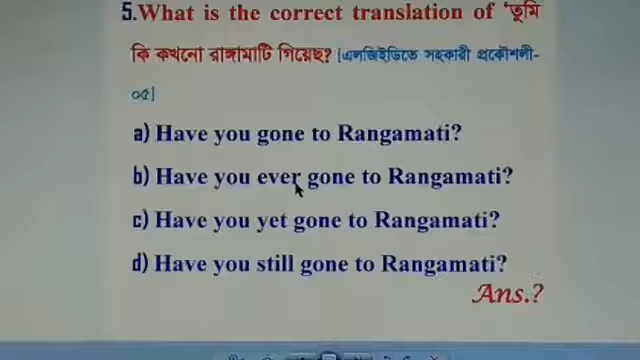 5.What is the correct translation of 'তুমি
কি কখনো রাঙ্গামাটি গিয়েছ? [এলজিইডিতে সহকারী প্রকৌশলী-
০৫]
a) Have you gone to Rangamati?
b) Have you ever gone to Rangamati?
c) Have you yet gone to Rangamati?
d) Have you still gone to Rangamati?
Ans.?